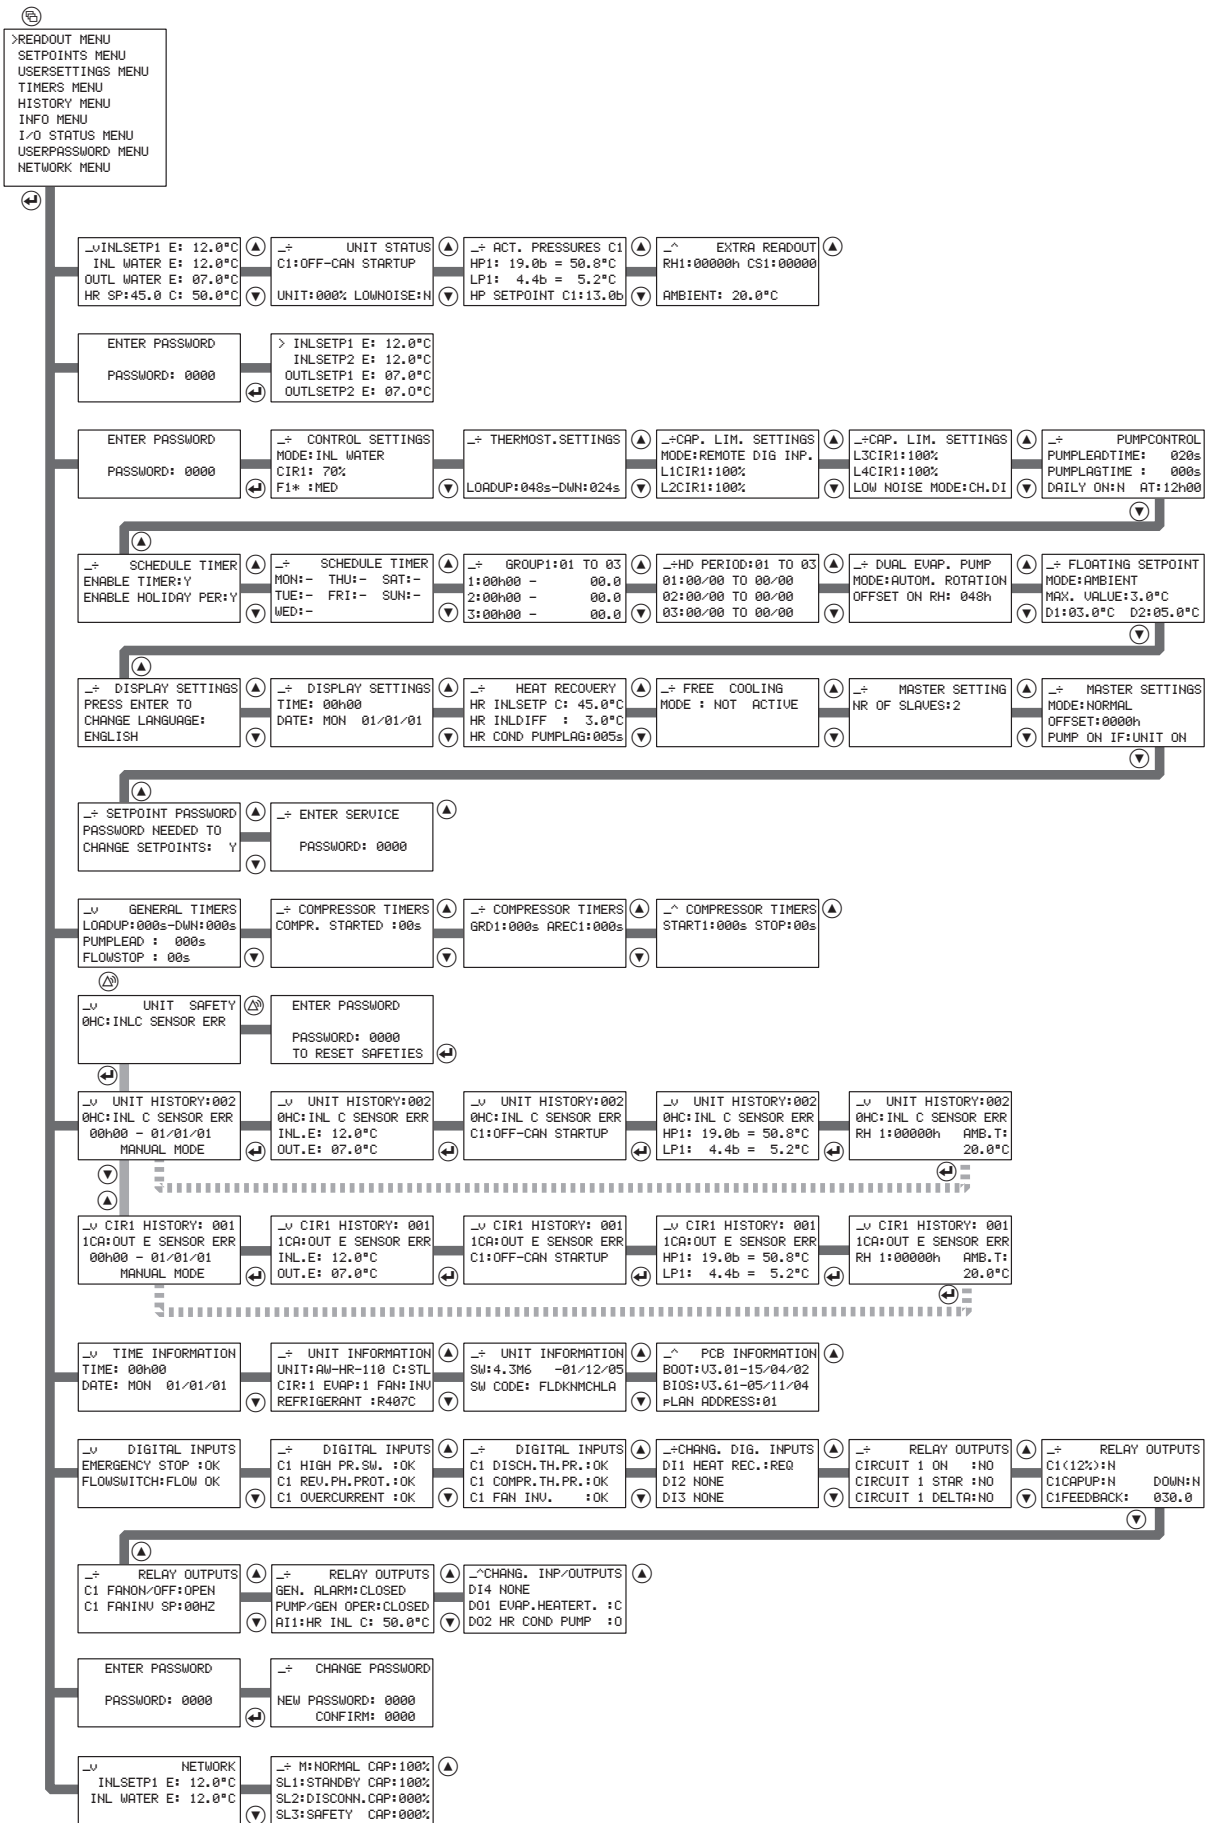 >READOUT MENU
SETPOINTS MENU
USERSETTINGS MENU
TIMERS MENU
HISTORY MENU
INFO MENU
I/O STATUS MENU
USERPASSWORD MENU
NETWORK MENU
_vINLSETP1 E: 12.0°C
INL WATER E: 12.0°C
OUTL WATER E: 07.0°C
HR SP:45.0 C: 50.0°C
_÷ UNIT STATUS
C1:OFF-CAN STARTUP
UNIT:000% LOWNOISE:N
_÷ ACT. PRESSURES C1
HP1: 19.0b = 50.8°C
LP1: 4.4b = 5.2°C
HP SETPOINT C1:13.0b
_^ EXTRA READOUT
RH1:00000h CS1:00000
AMBIENT: 20.0°C
ENTER PASSWORD
PASSWORD: 0000
> INLSETP1 E: 12.0°C
INLSETP2 E: 12.0°C
OUTLSETP1 E: 07.0°C
OUTLSETP2 E: 07.0°C
ENTER PASSWORD
PASSWORD: 0000
_÷ CONTROL SETTINGS
MODE:INL WATER
CIR1: 70%
F1* :MED
_÷ THERMOST.SETTINGS
LOADUP:048s-DWN:024s
_÷CAP. LIM. SETTINGS
MODE:REMOTE DIG INP.
L1CIR1:100%
L2CIR1:100%
_÷CAP. LIM. SETTINGS
L3CIR1:100%
L4CIR1:100%
LOW NOISE MODE:CH.DI
_÷ PUMPCONTROL
PUMPLEADTIME: 020s
PUMPLAGTIME : 000s
DAILY ON:N AT:12h00
_÷ SCHEDULE TIMER
ENABLE TIMER:Y
ENABLE HOLIDAY PER:Y
_÷ SCHEDULE TIMER
MON:- THU:- SAT:-
TUE:- FRI:- SUN:-
WED:-
_÷ GROUP1:01 TO 03
1:00h00 - 00.0
2:00h00 - 00.0
3:00h00 - 00.0
_÷HD PERIOD:01 TO 03
01:00/00 TO 00/00
02:00/00 TO 00/00
03:00/00 TO 00/00
_÷ DUAL EVAP. PUMP
MODE:AUTOM. ROTATION
OFFSET ON RH: 048h
_÷ FLOATING SETPOINT
MODE:AMBIENT
MAX. VALUE:3.0°C
D1:03.0°C D2:05.0°C
_÷ DISPLAY SETTINGS
PRESS ENTER TO
CHANGE LANGUAGE:
ENGLISH
_÷ DISPLAY SETTINGS
TIME: 00h00
DATE: MON 01/01/01
_÷ HEAT RECOVERY
HR INLSETP C: 45.0°C
HR INLDIFF : 3.0°C
HR COND PUMPLAG:005s
_÷ FREE COOLING
MODE : NOT ACTIVE
_÷ MASTER SETTING
NR OF SLAVES:2
_÷ MASTER SETTINGS
MODE:NORMAL
OFFSET:0000h
PUMP ON IF:UNIT ON
_÷ SETPOINT PASSWORD
PASSWORD NEEDED TO
CHANGE SETPOINTS: Y
_÷ ENTER SERVICE
PASSWORD: 0000
_v GENERAL TIMERS
LOADUP:000s-DWN:000s
PUMPLEAD : 000s
FLOWSTOP : 00s
_÷ COMPRESSOR TIMERS
COMPR. STARTED :00s
_÷ COMPRESSOR TIMERS
GRD1:000s AREC1:000s
_^ COMPRESSOR TIMERS
START1:000s STOP:00s
_v UNIT SAFETY
0HC:INLC SENSOR ERR
ENTER PASSWORD
PASSWORD: 0000
TO RESET SAFETIES
_v UNIT HISTORY:002
0HC:INL C SENSOR ERR
00h00 - 01/01/01
MANUAL MODE
_v UNIT HISTORY:002
0HC:INL C SENSOR ERR
INL.E: 12.0°C
OUT.E: 07.0°C
_v UNIT HISTORY:002
0HC:INL C SENSOR ERR
C1:OFF-CAN STARTUP
_v UNIT HISTORY:002
0HC:INL C SENSOR ERR
HP1: 19.0b = 50.8°C
LP1: 4.4b = 5.2°C
_v UNIT HISTORY:002
0HC:INL C SENSOR ERR
RH 1:00000h AMB.T:
20.0°C
_v CIR1 HISTORY: 001
1CA:OUT E SENSOR ERR
00h00 - 01/01/01
MANUAL MODE
_v CIR1 HISTORY: 001
1CA:OUT E SENSOR ERR
INL.E: 12.0°C
OUT.E: 07.0°C
_v CIR1 HISTORY: 001
1CA:OUT E SENSOR ERR
C1:OFF-CAN STARTUP
_v CIR1 HISTORY: 001
1CA:OUT E SENSOR ERR
HP1: 19.0b = 50.8°C
LP1: 4.4b = 5.2°C
_v CIR1 HISTORY: 001
1CA:OUT E SENSOR ERR
RH 1:00000h AMB.T:
20.0°C
_v TIME INFORMATION
TIME: 00h00
DATE: MON 01/01/01
_÷ UNIT INFORMATION
UNIT:AW-HR-110 C:STL
CIR:1 EVAP:1 FAN:INV
REFRIGERANT :R407C
_÷ UNIT INFORMATION
SW:4.3M6 -01/12/05
SW CODE: FLDKNMCHLA
_^ PCB INFORMATION
BOOT:V3.01-15/04/02
BIOS:V3.61-05/11/04
pLAN ADDRESS:01
_v DIGITAL INPUTS
EMERGENCY STOP :OK
FLOWSWITCH:FLOW OK
_÷ DIGITAL INPUTS
C1 HIGH PR.SW. :OK
C1 REV.PH.PROT.:OK
C1 OVERCURRENT :OK
_÷ DIGITAL INPUTS
C1 DISCH.TH.PR.:OK
C1 COMPR.TH.PR.:OK
C1 FAN INV. :OK
_÷CHANG. DIG. INPUTS
DI1 HEAT REC.:REQ
DI2 NONE
DI3 NONE
_÷ RELAY OUTPUTS
CIRCUIT 1 ON :NO
CIRCUIT 1 STAR :NO
CIRCUIT 1 DELTA:NO
_÷ RELAY OUTPUTS
C1(12%):N
C1CAPUP:N DOWN:N
C1FEEDBACK: 030.0
_÷ RELAY OUTPUTS
C1 FANON/OFF:OPEN
C1 FANINV SP:00HZ
_÷ RELAY OUTPUTS
GEN. ALARM:CLOSED
PUMP/GEN OPER:CLOSED
AI1:HR INL C: 50.0°C
_^CHANG. INP/OUTPUTS
DI4 NONE
DO1 EVAP.HEATERT. :C
DO2 HR COND PUMP :O
ENTER PASSWORD
PASSWORD: 0000
_÷ CHANGE PASSWORD
NEW PASSWORD: 0000
CONFIRM: 0000
_v NETWORK
INLSETP1 E: 12.0°C
INL WATER E: 12.0°C
_÷ M:NORMAL CAP:100%
SL1:STANDBY CAP:100%
SL2:DISCONN.CAP:000%
SL3:SAFETY CAP:000%